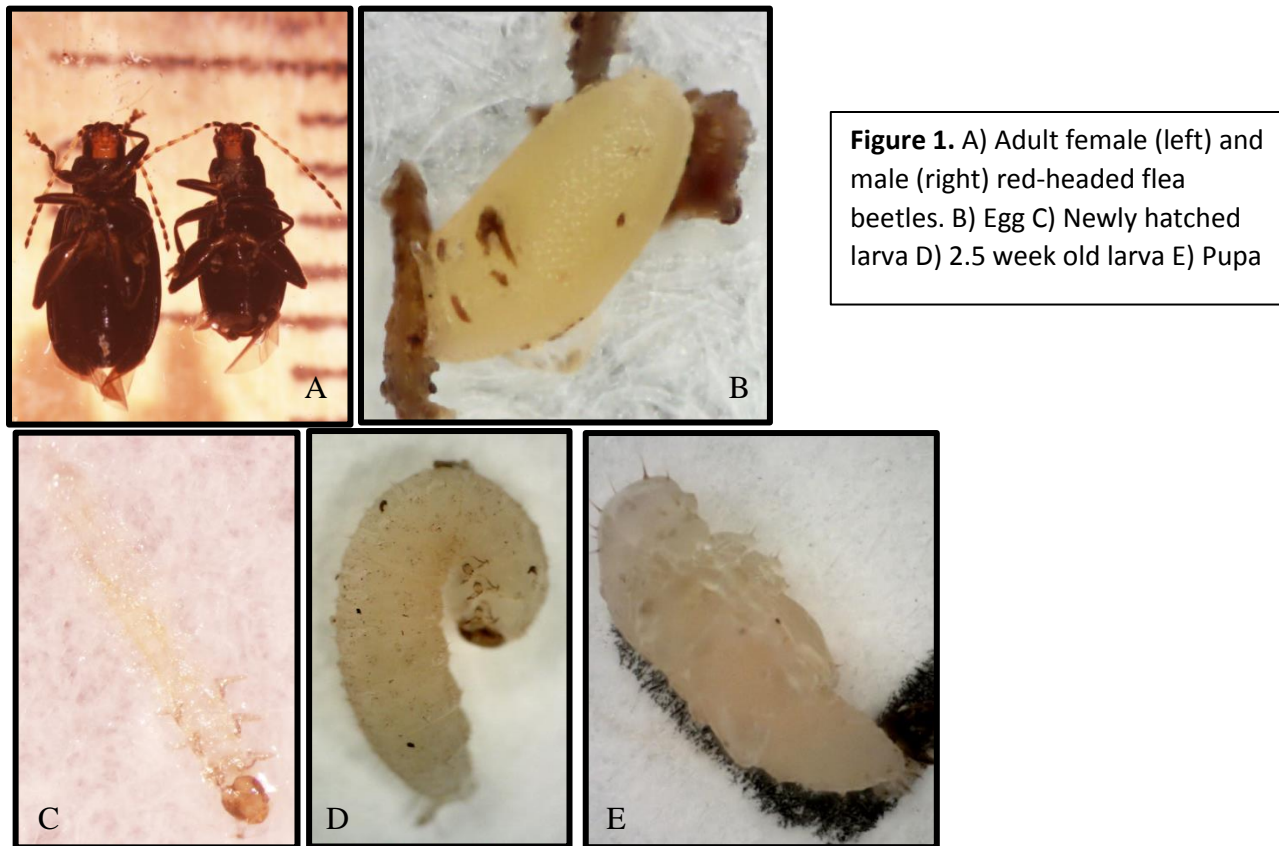 A
B
Figure 1. A) Adult female (left) and
male (right) red-headed flea
beetles. B) Egg C) Newly hatched
larva D) 2.5 week old larva E) Pupa
C
D
E